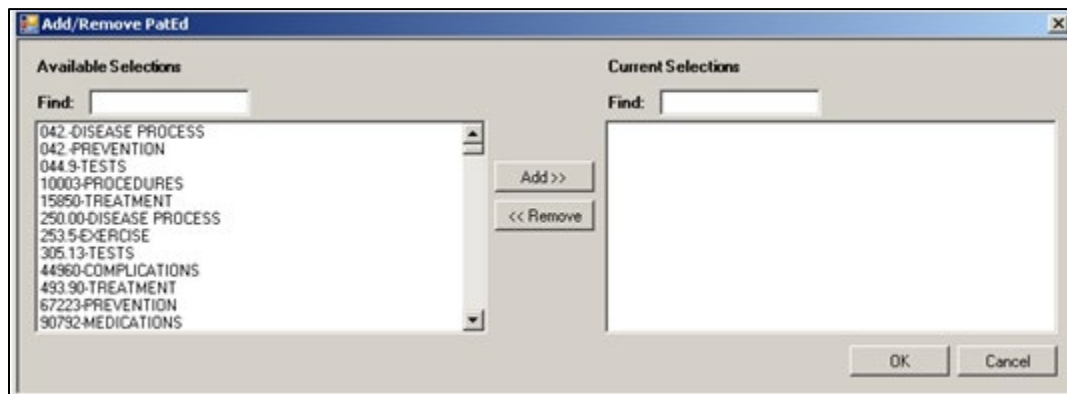 Add/Remove PatEd
Available Selections
Current Selections
Find:
Find:
042.-DISEASE PROCESS
042.-PREVENTION
044.9-TESTS
10003-PROCEDURES
15850-TREATMENT
250.00-DISEASE PROCESS
253.5-EXERCISE
305.13-TESTS
44960-COMPLICATIONS
493.90-TREATMENT
67223-PREVENTION
90792-MEDICATIONS
Add >>
<< Remove
OK
Cancel